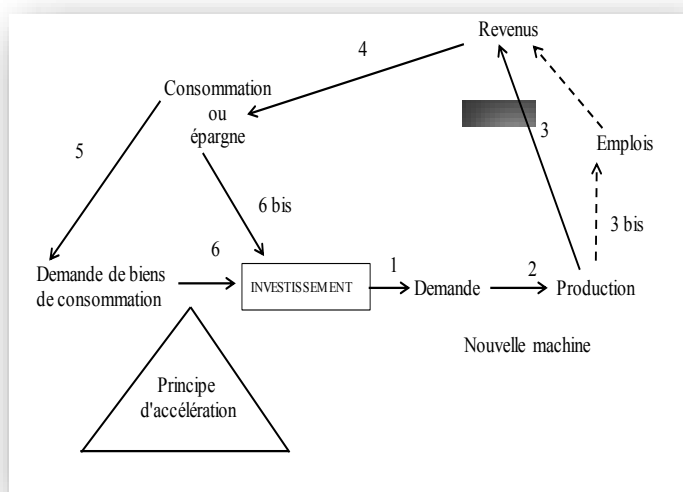 Revenus
4
Consommation
ou
épargne
3
Emplois
5
6 bis
3 bis
6
1
2
Demande de biens
de consommation
INVESTISSEMENT
Demande
Production
Nouvelle machine
Principe
d'accélération